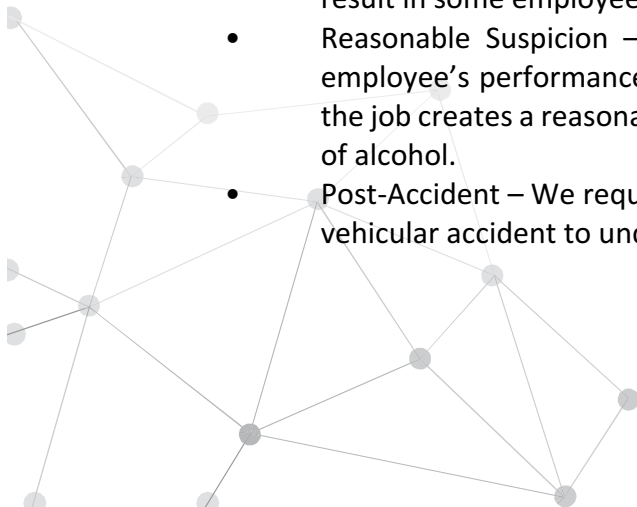 result in some employee
• Reasonable Suspicion –
employee’s performance
the job creates a reasona
of alcohol.
• Post-Accident – We requ
vehicular accident to und